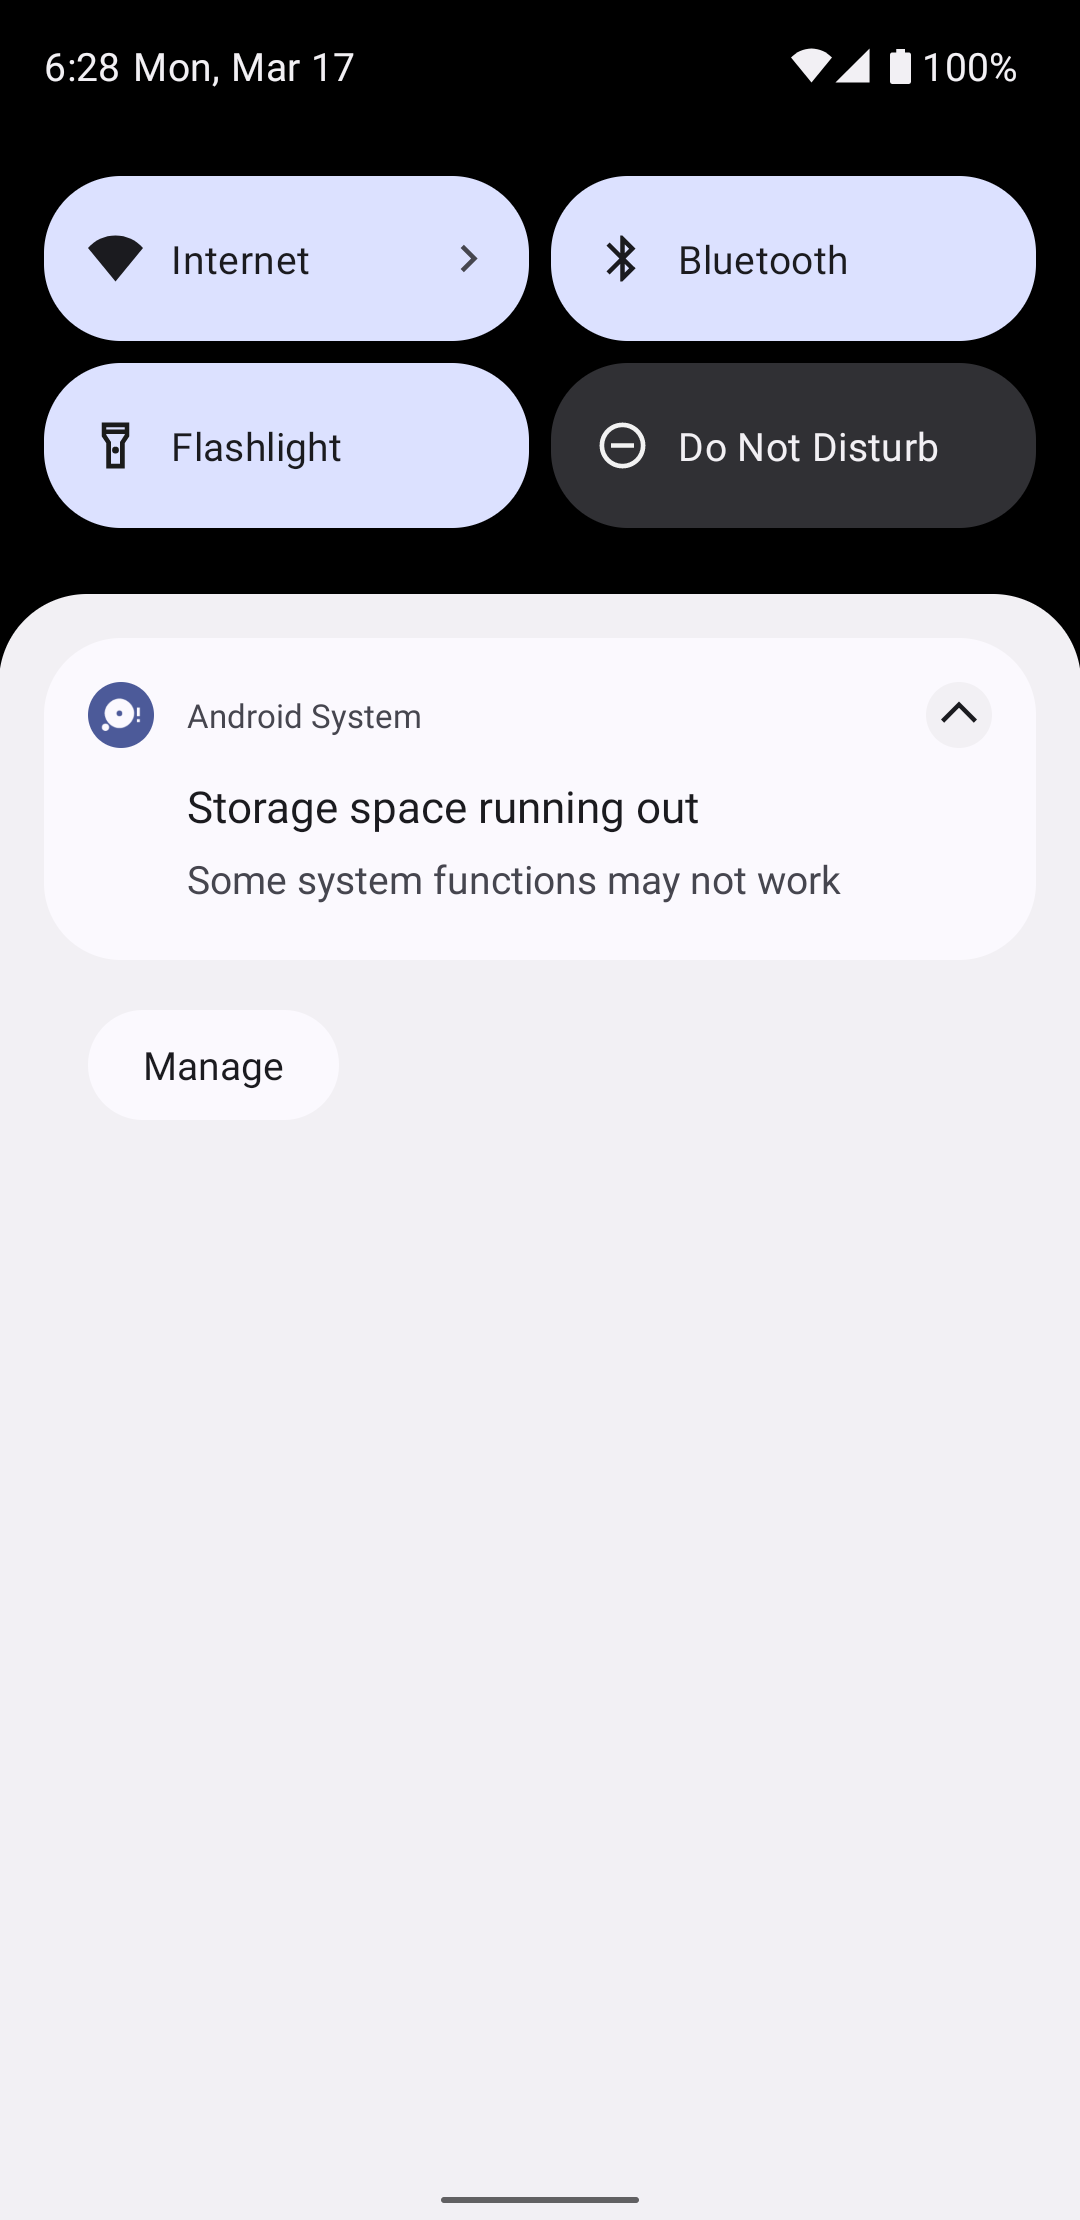 6:28 Mon, Mar 17 100%
Internet Bluetooth
Flashlight Do Not Disturb
Android System
Storage space running out
Some system functions may not work
Manage